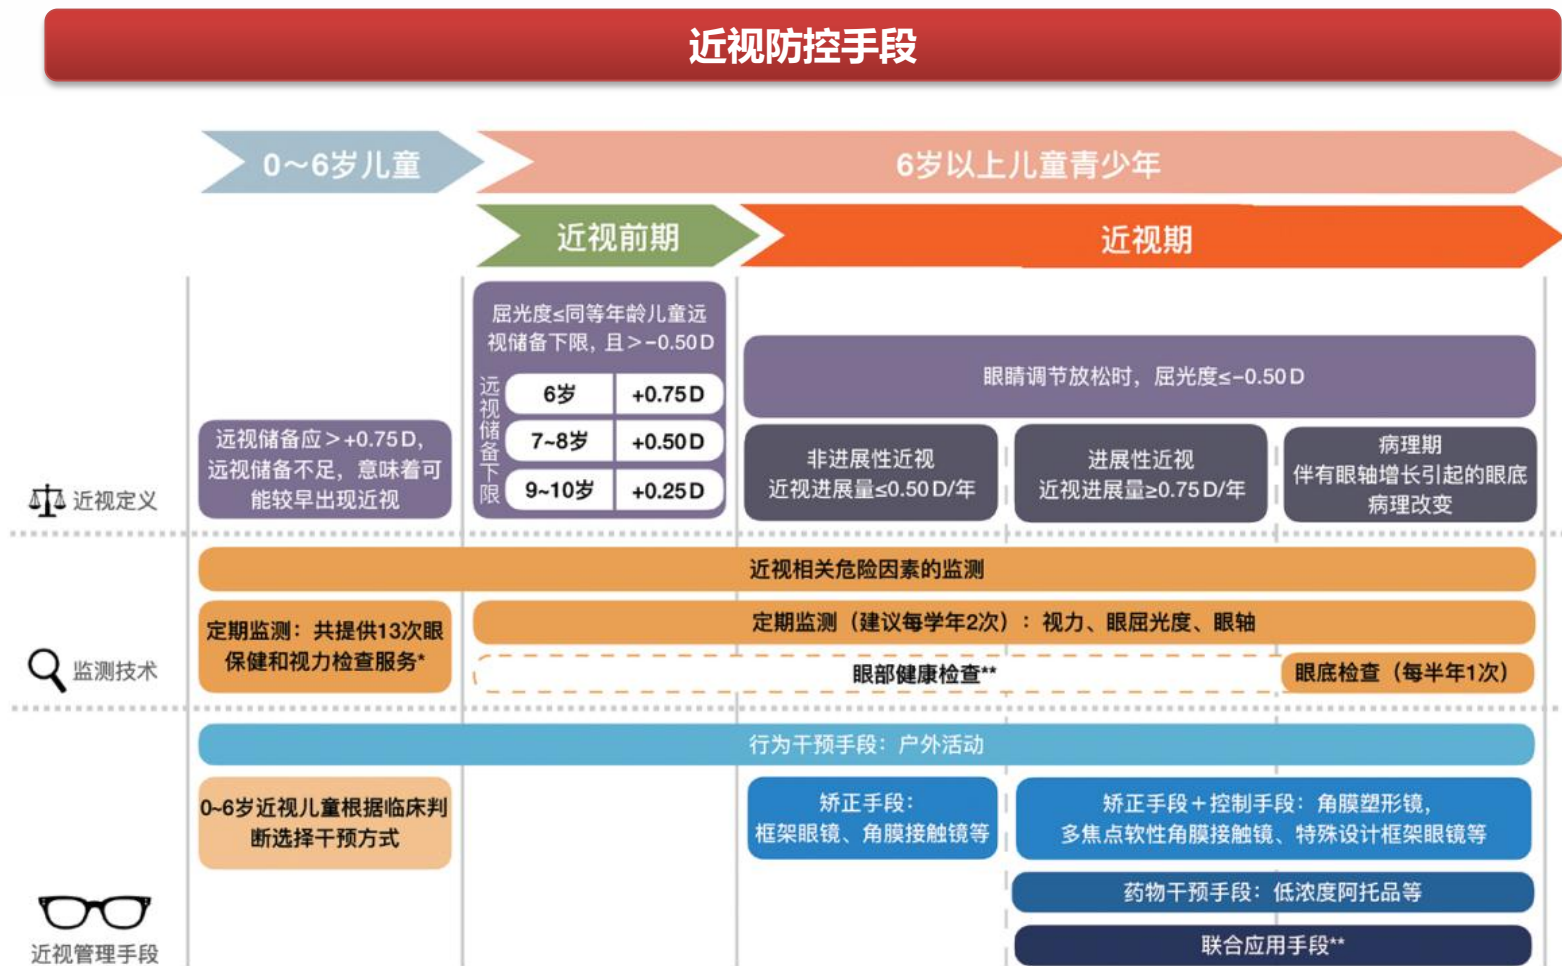 近视防控手段
0～6岁儿童
6岁以上儿童青少年
近视前期
近视期
近视定义
远视储备应＞+0.75D，
远视储备不足，意味着可
能较早出现近视
屈光度≤同等年龄儿童远
视储备下限，且＞−0.50D
远视储备下限
6岁 +0.75D
7~8岁 +0.50D
9~10岁 +0.25D
眼睛调节放松时，屈光度≤−0.50D
非进展性近视
近视进展量≤0.50D/年
进展性近视
近视进展量≥0.75D/年
病理期
伴有眼轴增长引起的眼底
病理改变
监测技术
近视相关危险因素的监测
定期监测：共提供13次眼
保健和视力检查服务*
定期监测（建议每学年2次）：视力、眼屈光度、眼轴
眼部健康检查**
眼底检查（每半年1次）
近视管理手段
行为干预手段：户外活动
0~6岁近视儿童根据临床判
断选择干预方式
矫正手段：
框架眼镜、角膜接触镜等
矫正手段＋控制手段：角膜塑形镜，
多焦点软性角膜接触镜、特殊设计框架眼镜等
药物干预手段：低浓度阿托品等
联合应用手段**